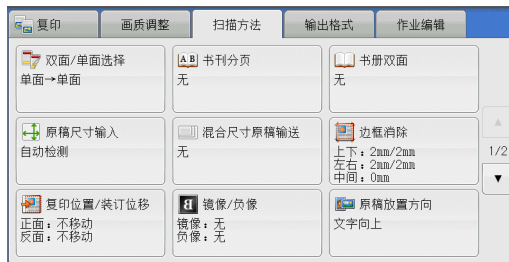 复印 画质调整 扫描方法 输出格式 作业编辑
双面/单面选择
单面→单面
A B 书刊分页
无
书册双面
无
原稿尺寸输入
自动检测
混合尺寸原稿输送
无
边框消除
上下：2mm/2mm
左右：2mm/2mm
中间：0mm
1/2
复印位置/装订位移
正面：不移动
反面：不移动
B 镜像/负像
镜像：无
负像：无
原稿放置方向
文字向上